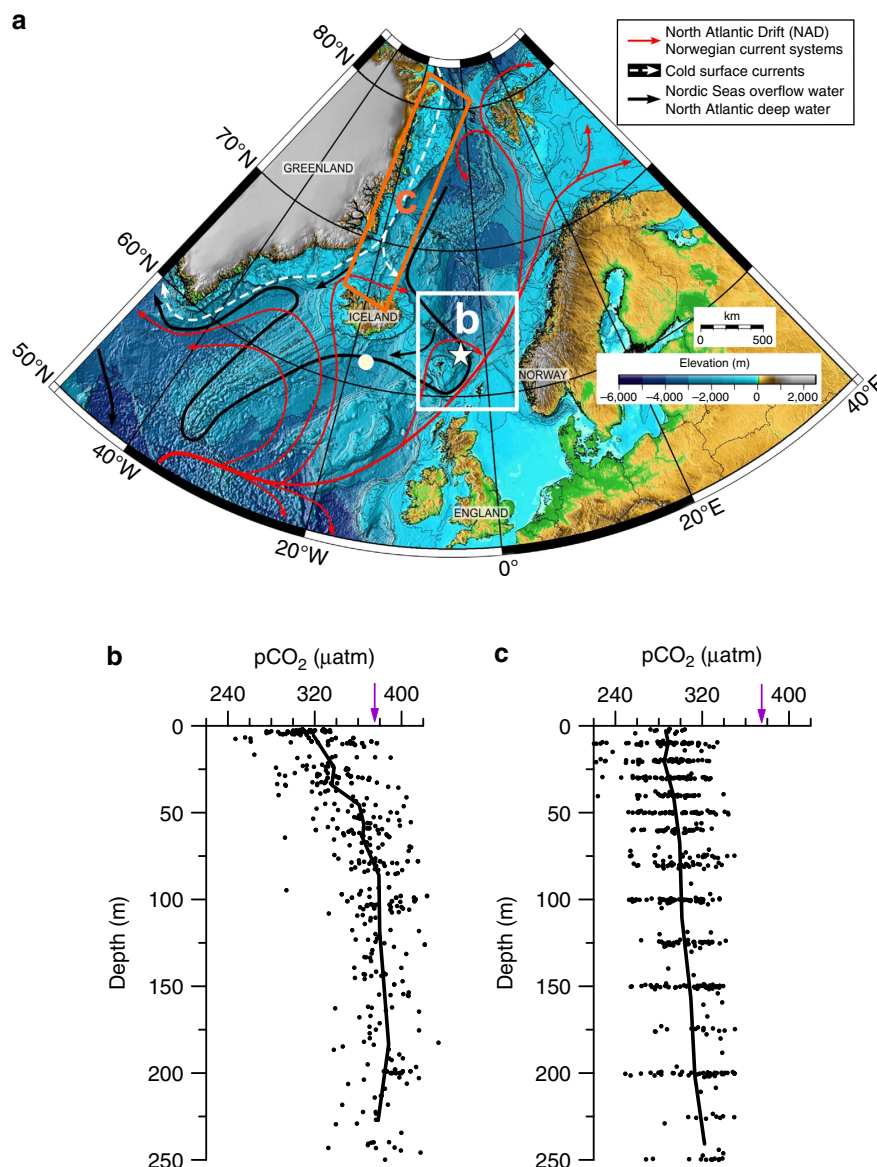 a
North Atlantic Drift (NAD)
Norwegian current systems
Cold surface currents
Nordic Seas overflow water
North Atlantic deep water
80°N
70°N
60°N
50°N
GREENLAND
c
ICELAND
b
NORWAY
ENGLAND
km
0 500
Elevation (m)
−6,000 −4,000 −2,000 0 2,000
40°W
20°W
0°
20°E
40°E
b
pCO2 (µatm)
240 320 400
0
50
100
150
200
250
Depth (m)
c
pCO2 (µatm)
240 320 400
0
50
100
150
200
250
Depth (m)